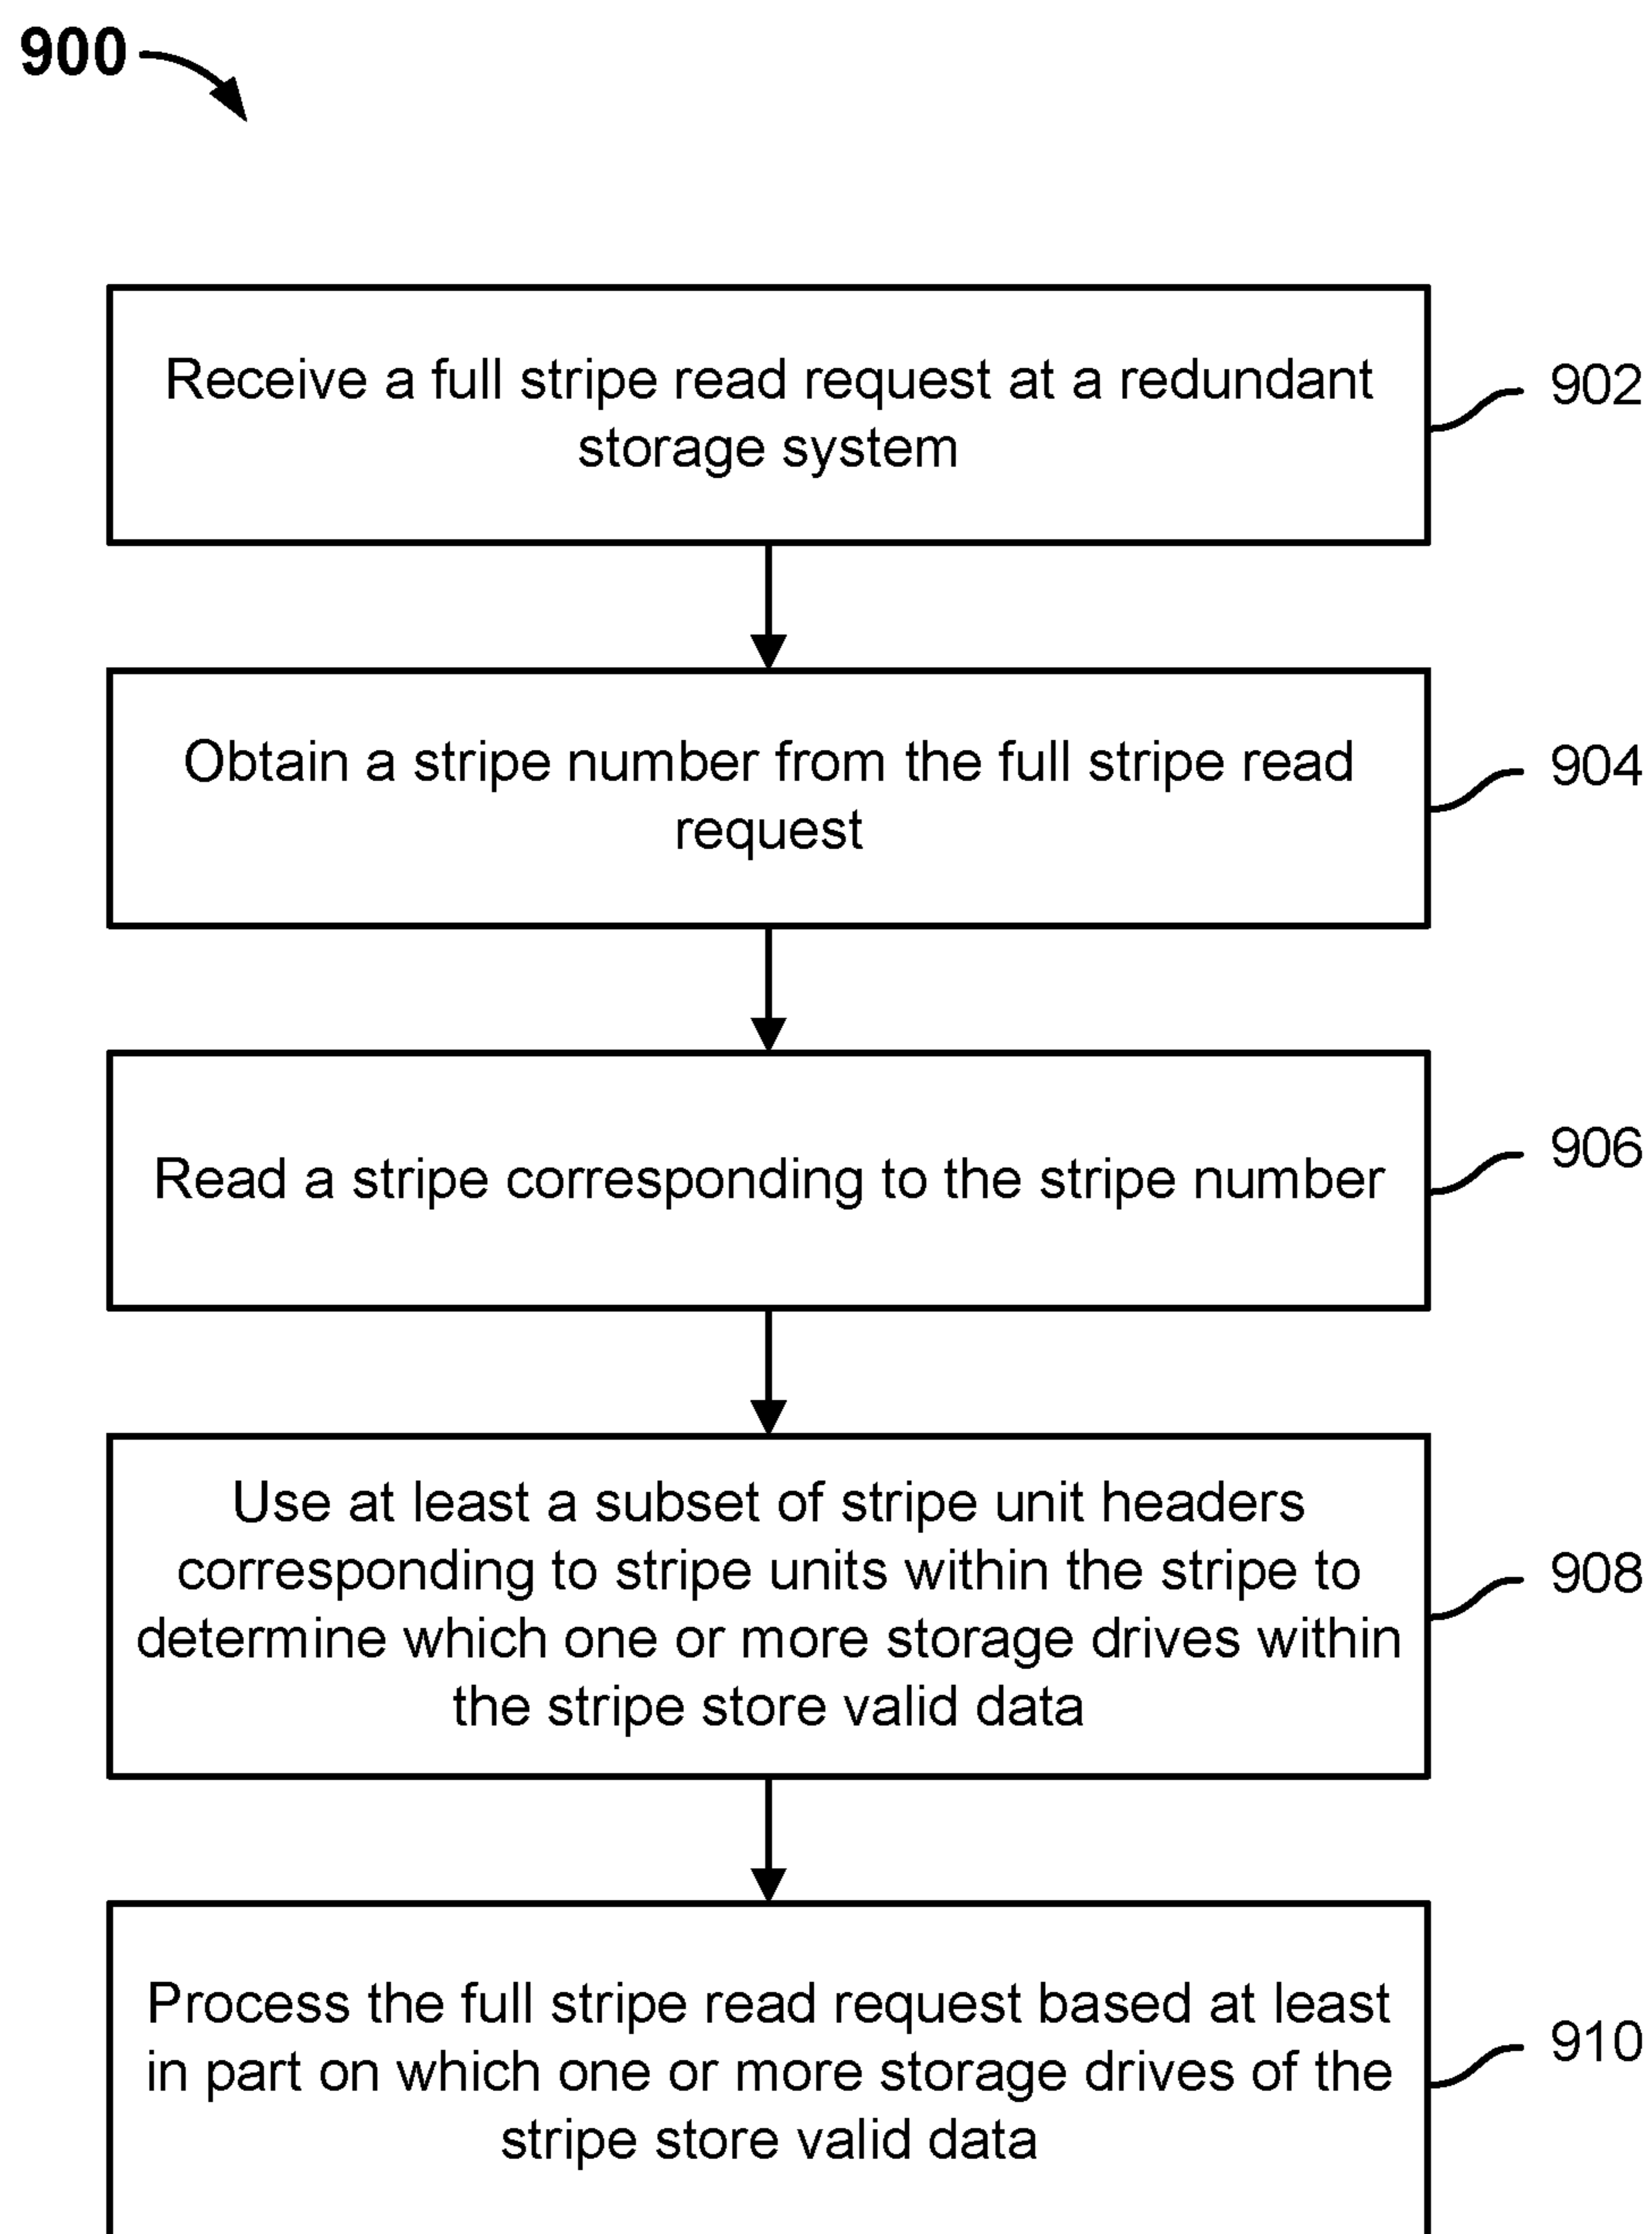 900
Receive a full stripe read request at a redundant
storage system
902
Obtain a stripe number from the full stripe read
request
904
Read a stripe corresponding to the stripe number
906
Use at least a subset of stripe unit headers
corresponding to stripe units within the stripe to
determine which one or more storage drives within
the stripe store valid data
908
Process the full stripe read request based at least
in part on which one or more storage drives of the
stripe store valid data
910